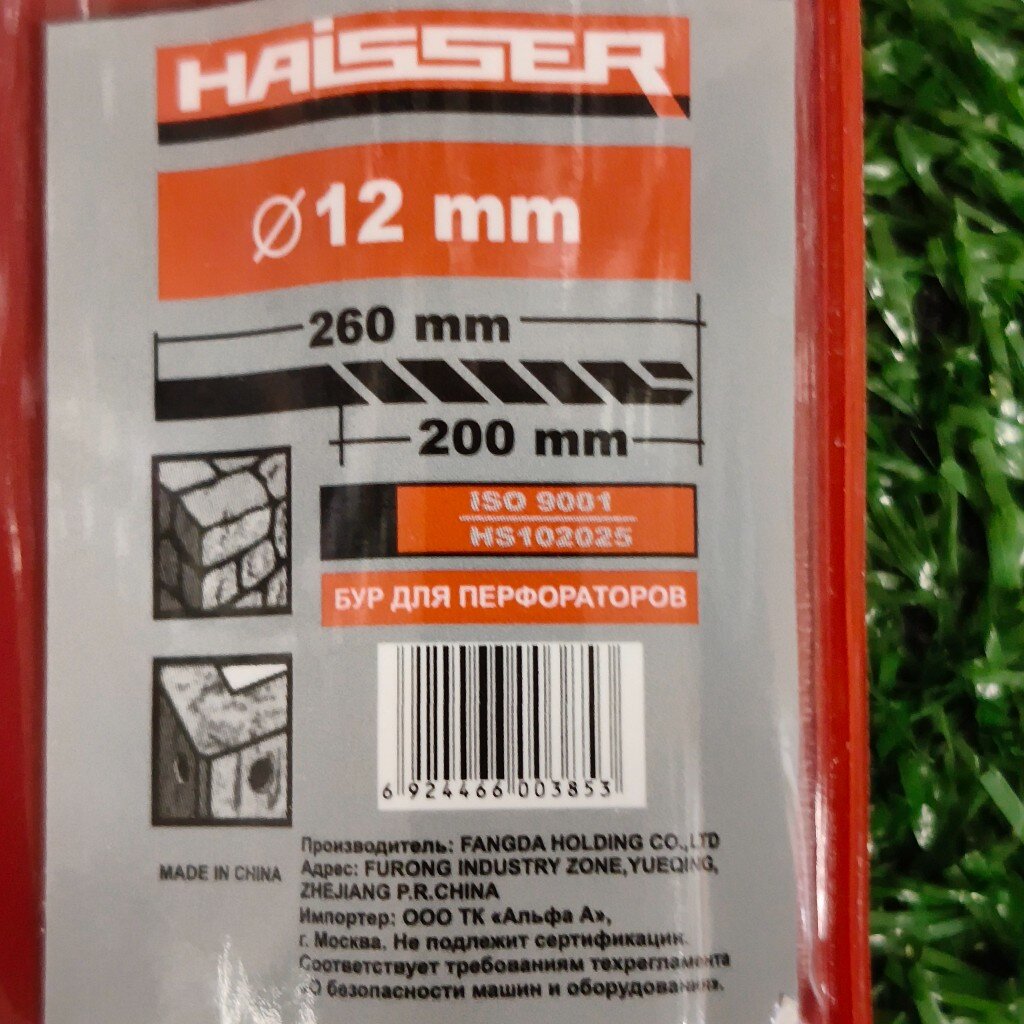 HAiSSER
Ø12 mm
260 mm
200 mm
ISO 9001
HS102025
БУР ДЛЯ ПЕРФОРАТОРОВ
6 924466 003853
MADE IN CHINA
Производитель: FANGDA HOLDING CO.,LTD
Адрес: FURONG INDUSTRY ZONE,YUEQING,
ZHEJIANG P.R.CHINA
Импортер: ООО ТК «Альфа А»,
г. Москва. Не подлежит сертификации.
Соответствует требованиям техрегламента
«О безопасности машин и оборудования».